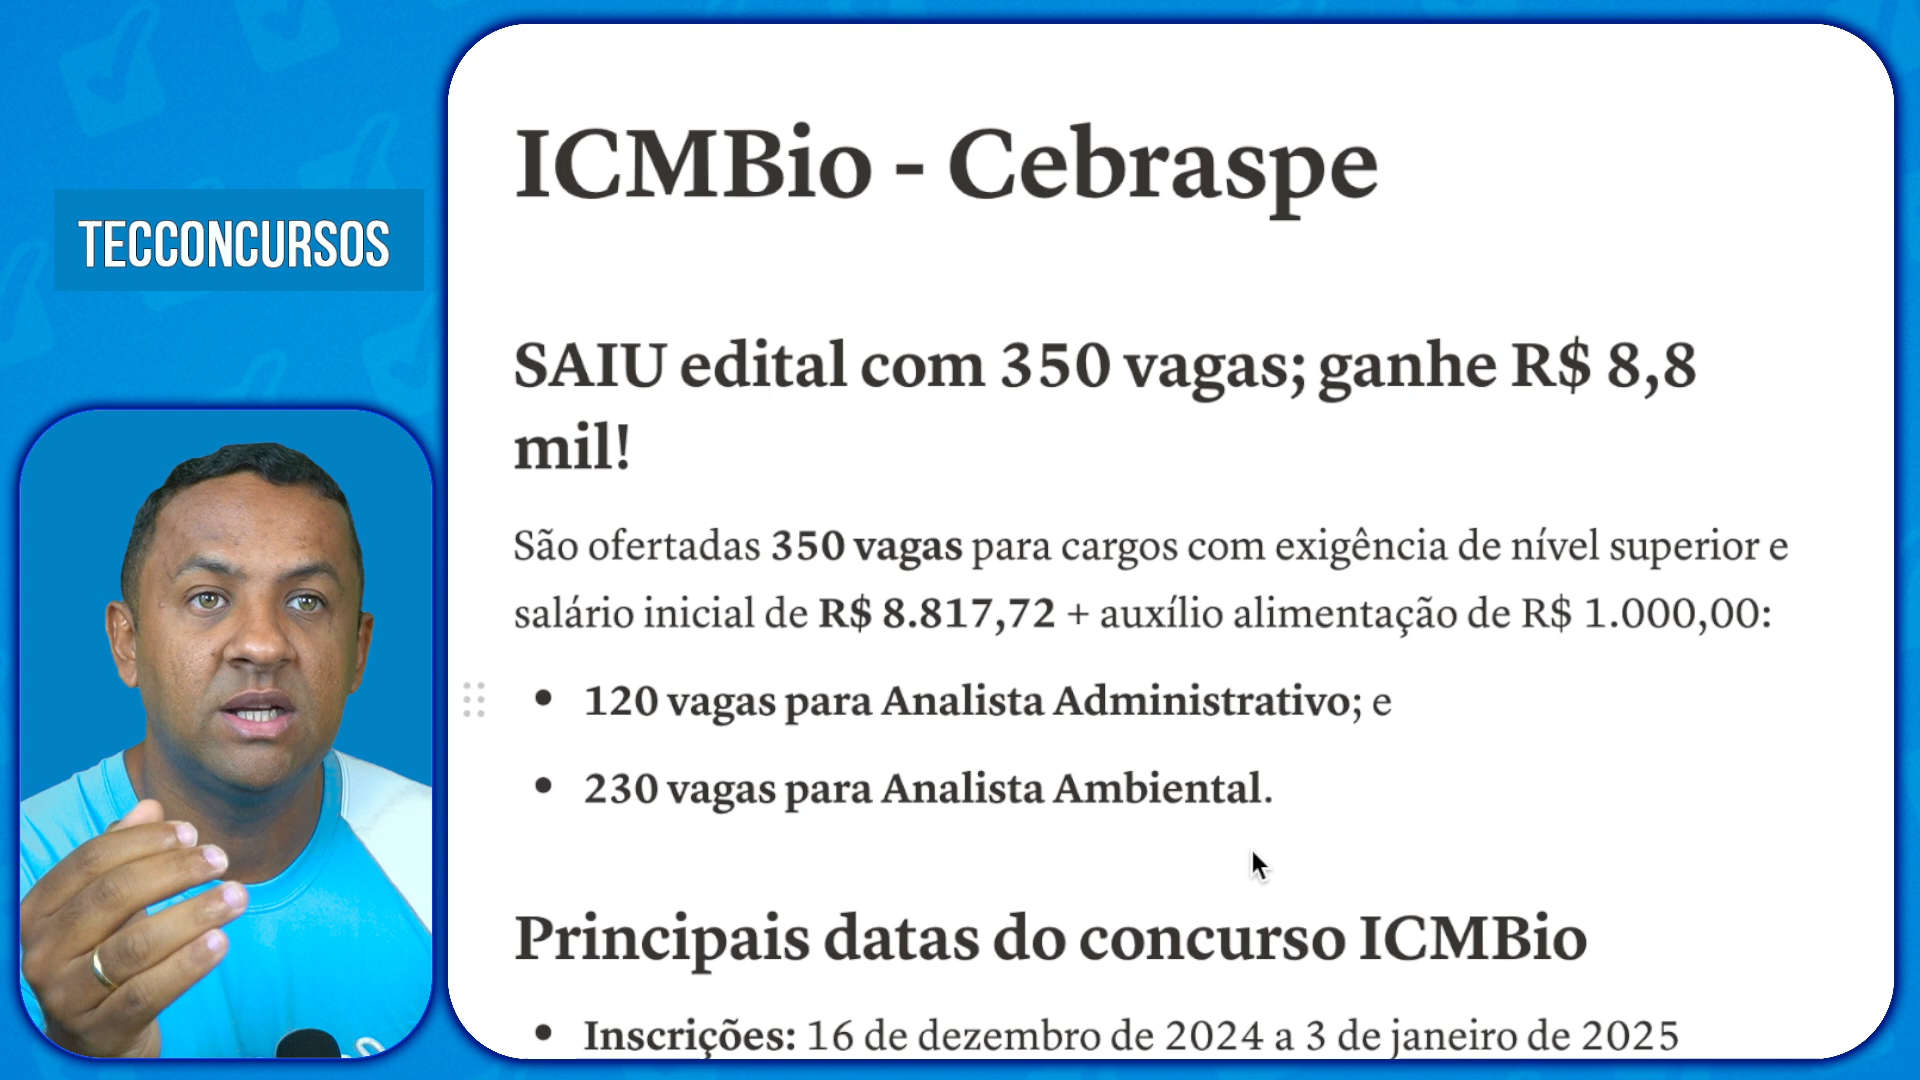 TECCONCURSOS
ICMBio - Cebraspe
SAIU edital com 350 vagas; ganhe R$ 8,8
mil!
São ofertadas 350 vagas para cargos com exigência de nível superior e
salário inicial de R$ 8.817,72 + auxílio alimentação de R$ 1.000,00:
• 120 vagas para Analista Administrativo; e
• 230 vagas para Analista Ambiental.
Principais datas do concurso ICMBio
• Inscrições: 16 de dezembro de 2024 a 3 de janeiro de 2025